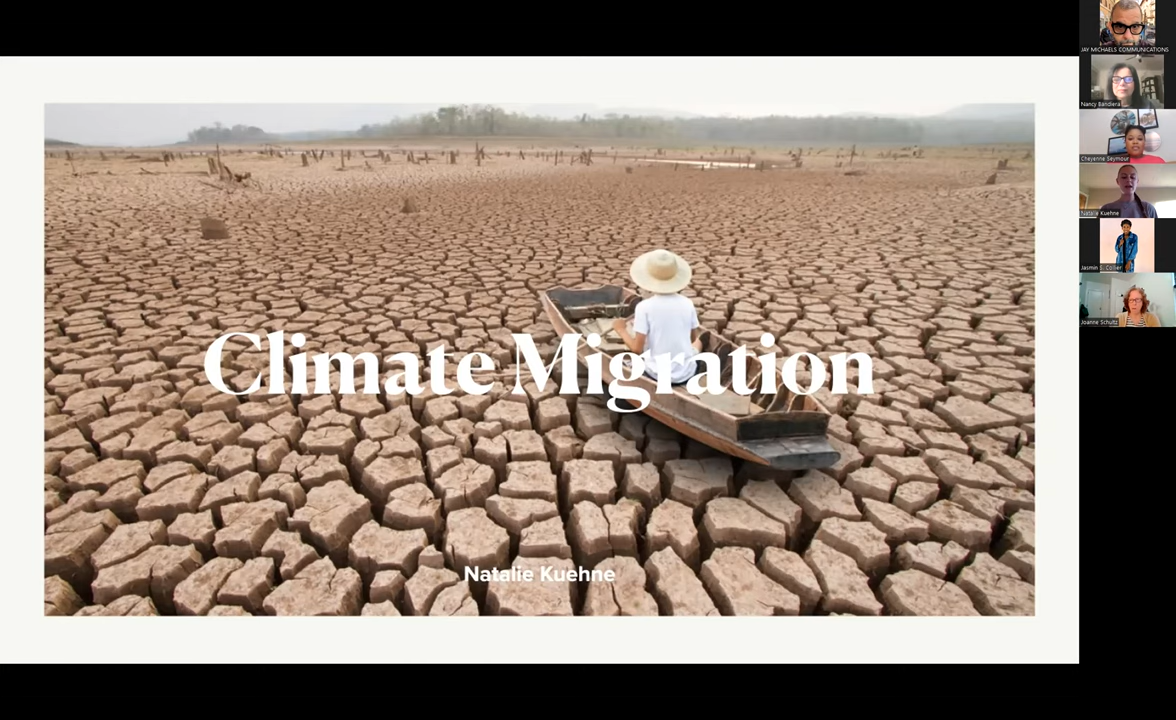 Climate Migration
Natalie Kuehne
JAY MICHAELS COMMUNICATIONS
Nancy Bandiera
Cheyenne Seymour
Natalie Kuehne
Jasmin S. Collier
Joanne Schultz